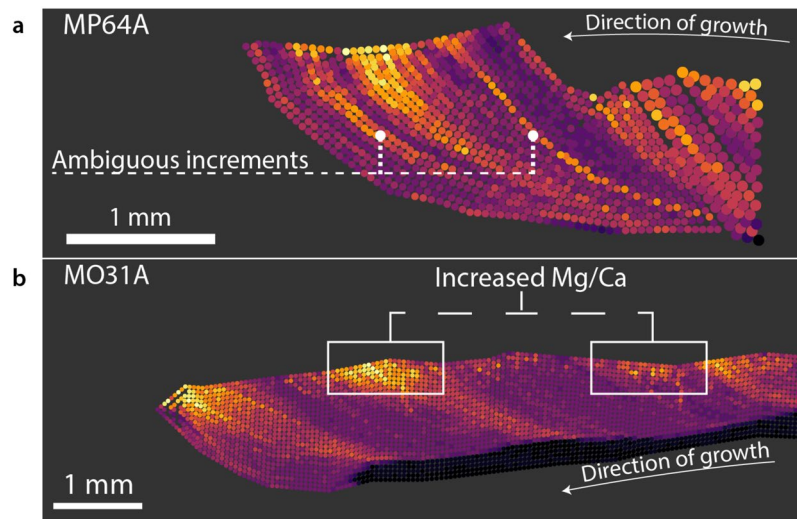 a
MP64A
Direction of growth
Ambiguous increments
1 mm
b
MO31A
Increased Mg/Ca
Direction of growth
1 mm